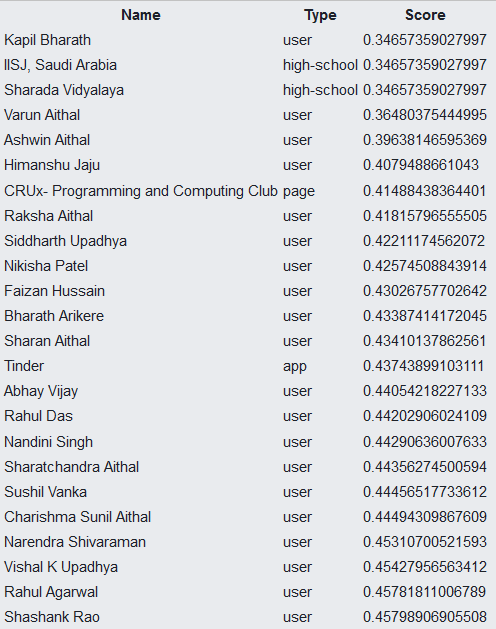 Name Type Score
Kapil Bharath user 0.34657359027997
IISJ, Saudi Arabia high-school 0.34657359027997
Sharada Vidyalaya high-school 0.34657359027997
Varun Aithal user 0.36480375444995
Ashwin Aithal user 0.39638146595369
Himanshu Jaju user 0.4079488661043
CRUx- Programming and Computing Club page 0.41488438364401
Raksha Aithal user 0.41815796555505
Siddharth Upadhya user 0.42211174562072
Nikisha Patel user 0.42574508843914
Faizan Hussain user 0.43026757702642
Bharath Arikere user 0.43387414172045
Sharan Aithal user 0.43410137862561
Tinder app 0.43743899103111
Abhay Vijay user 0.44054218227133
Rahul Das user 0.44202906024109
Nandini Singh user 0.44290636007633
Sharatchandra Aithal user 0.44356274500594
Sushil Vanka user 0.44456517733612
Charishma Sunil Aithal user 0.44494309867609
Narendra Shivaraman user 0.45310700521593
Vishal K Upadhya user 0.45427956563412
Rahul Agarwal user 0.45781811006789
Shashank Rao user 0.45798906905508